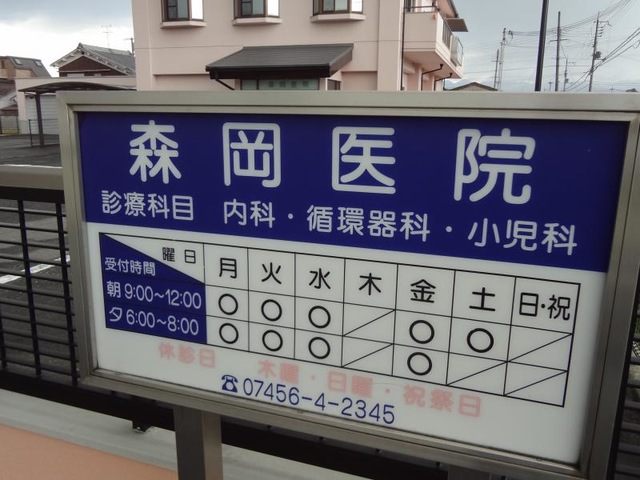 森岡医院
診療科目 内科・循環器科・小児科
曜日 月 火 水 木 金 土 日・祝
受付時間
朝 9:00~12:00 ○ ○ ○ ／ ○ ○ ／
夕 6:00~8:00 ○ ○ ○ ／ ○ ／ ／
休診日 木曜・日曜・祝祭日
☎07456-4-2345